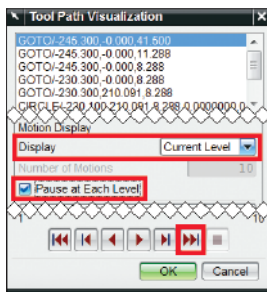 Tool Path Visualization
GOTO/-245.300,-0.000,41.500
GOTO/-245.300,-0.000,11.288
GOTO/-245.300,-0.000,8.288
GOTO/-230.300,-0.000,8.288
GOTO/-230.300,210.091,8.288
Motion Display
Display Current Level
Number of Motions 10
Pause at Each Level
1 10
OK Cancel